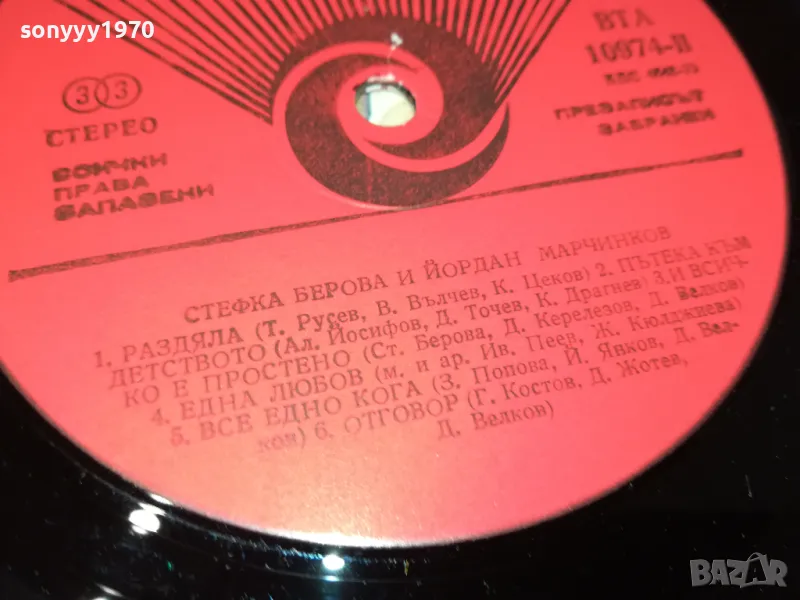 sonyyy1970
ВТА
10974-II
33
СТЕРЕО
ПРЕЗАПИСЪТ
ЗАБРАНЕН
ВСИЧКИ
ПРАВА
ЗАПАЗЕНИ
СТЕФКА БЕРОВА И ЙОРДАН МАРЧИНКОВ
1. РАЗДЯЛА (Т. Русев, В. Вълчев, К. Цеков) 2. ПЪТЕКА КЪМ
ДЕТСТВОТО (Ал. Йосифов, Д. Точев, К. Драгнев) 3. И ВСИЧ-
КО Е ПРОСТЕНО (Ст. Берова, Д. Керелезов, Д. Велков)
4. ЕДНА ЛЮБОВ (м. и ар. Ив. Пеев, Ж. Кюлджиева)
5. ВСЕ ЕДНО КОГА (З. Попова, Й. Янков, Д. Вел-
ков) 6. ОТГОВОР (Г. Костов, Д. Жотев,
Д. Велков)
BAZAR